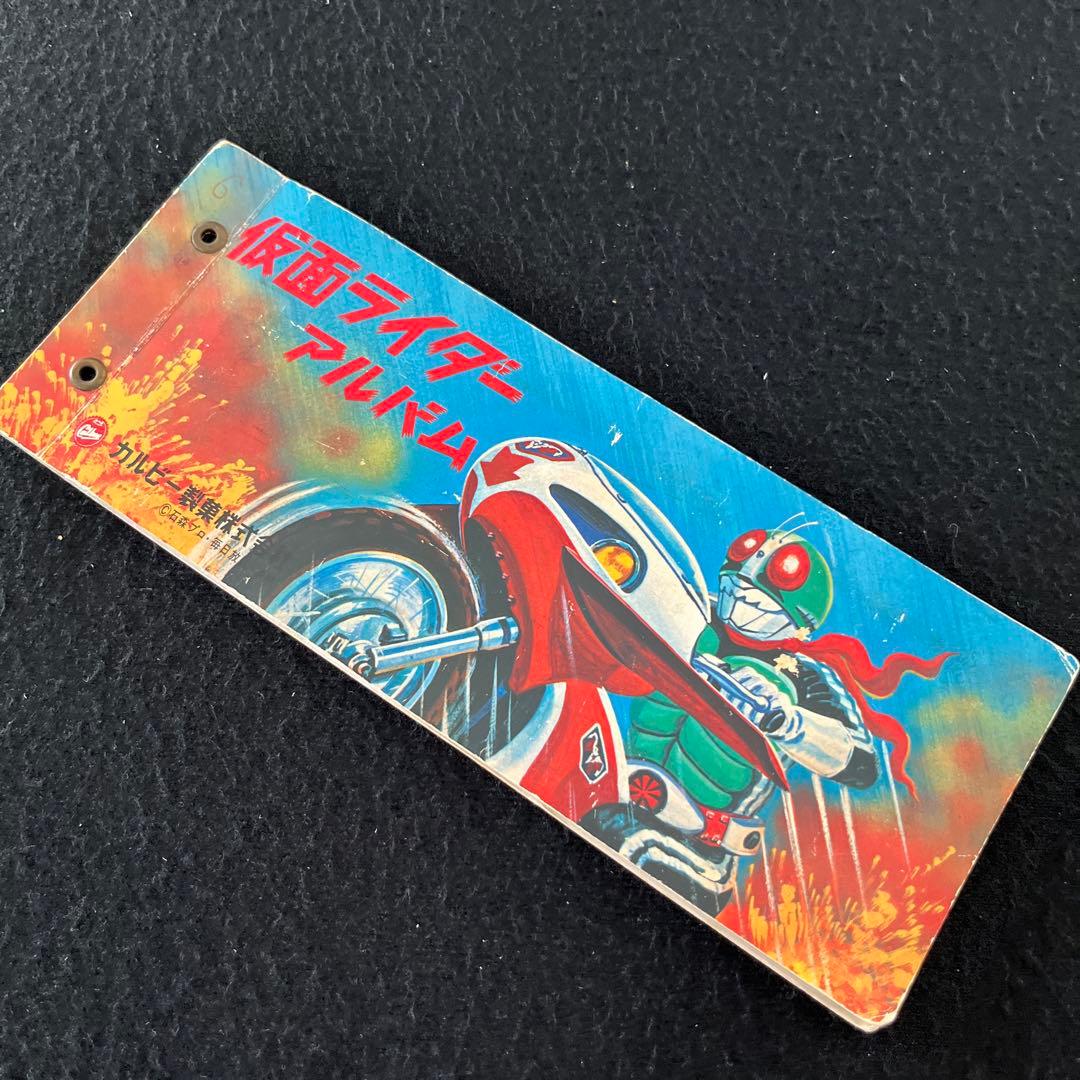 仮面ライダー
アルバム
カルビー製菓株式
©石森プロ・毎日放
6